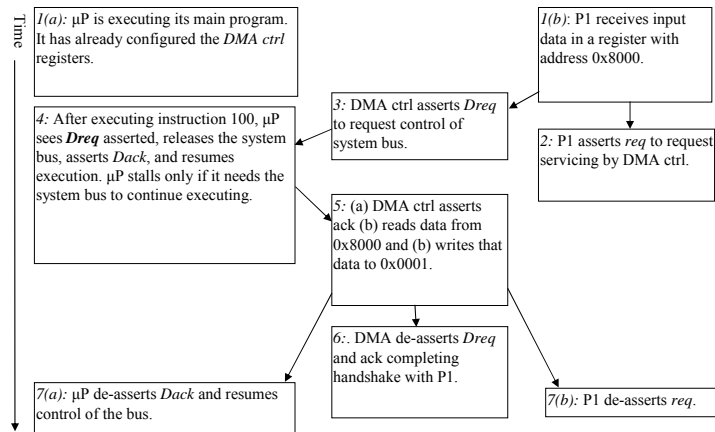 Time
1(a): μP is executing its main program.
It has already configured the DMA ctrl
registers.
1(b): P1 receives input
data in a register with
address 0x8000.
2: P1 asserts req to request
servicing by DMA ctrl.
3: DMA ctrl asserts Dreq
to request control of
system bus.
4: After executing instruction 100, μP
sees Dreq asserted, releases the system
bus, asserts Dack, and resumes
execution. μP stalls only if it needs the
system bus to continue executing.
5: (a) DMA ctrl asserts
ack (b) reads data from
0x8000 and (b) writes that
data to 0x0001.
6:. DMA de-asserts Dreq
and ack completing
handshake with P1.
7(a): μP de-asserts Dack and resumes
control of the bus.
7(b): P1 de-asserts req.